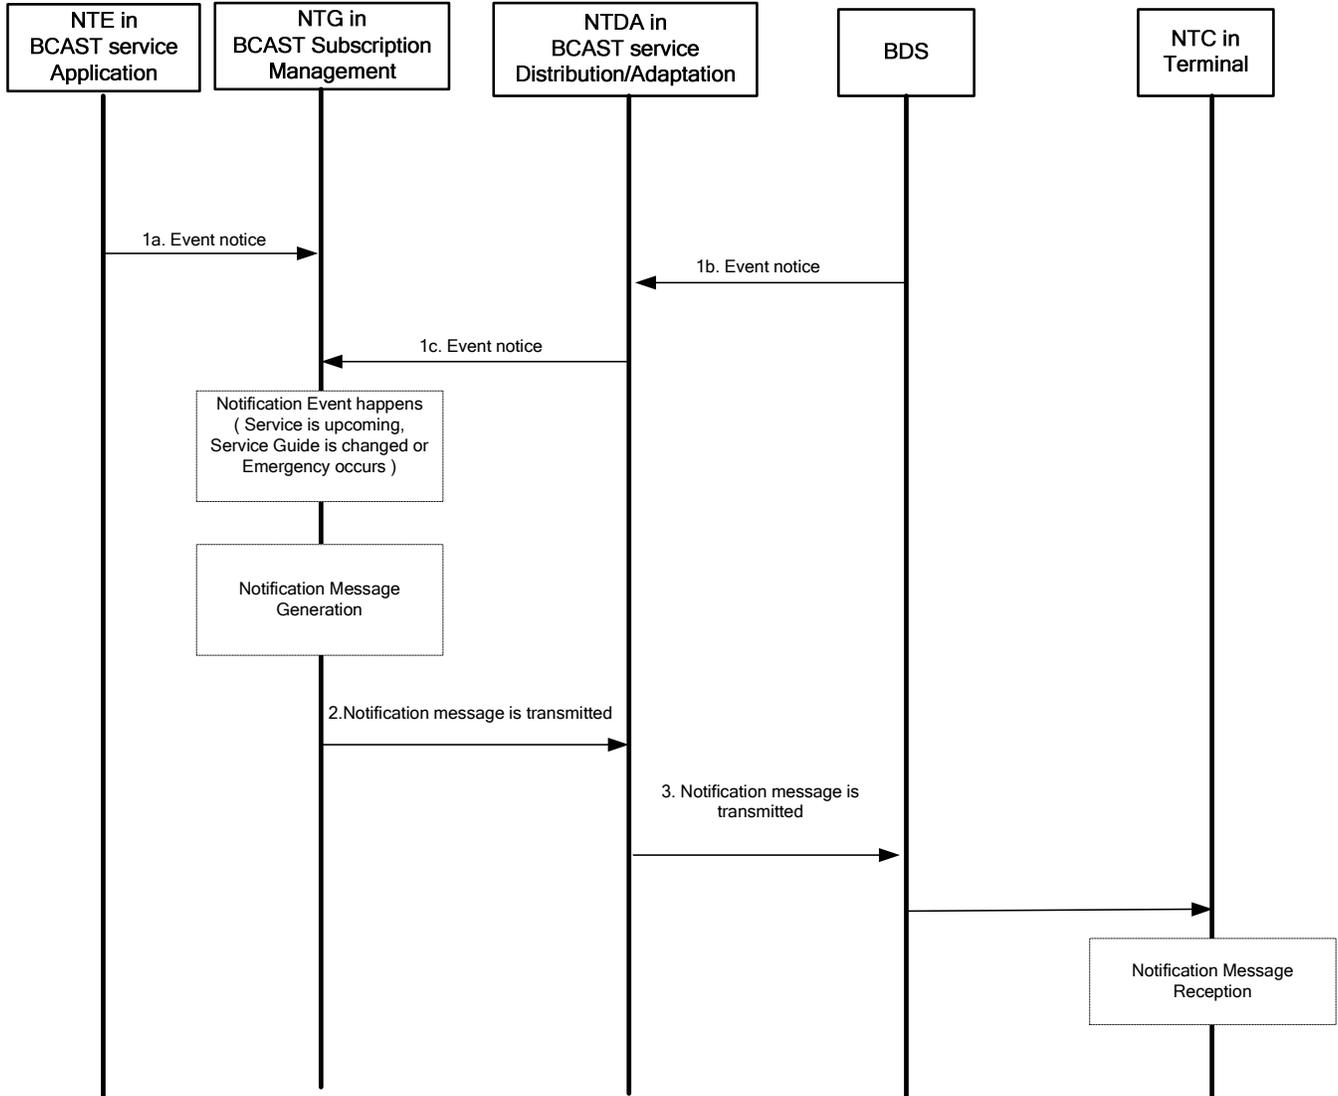 NTE in
BCAST service
Application
NTG in
BCAST Subscription
Management
NTDA in
BCAST service
Distribution/Adaptation
BDS
NTC in
Terminal
1a. Event notice
1b. Event notice
1c. Event notice
Notification Event happens
( Service is upcoming,
Service Guide is changed or
Emergency occurs )
Notification Message
Generation
2.Notification message is transmitted
3. Notification message is
transmitted
Notification Message
Reception